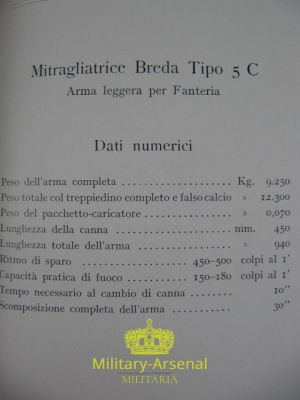 Mitragliatrice Breda Tipo 5 C
Arma leggera per Fanteria
Dati numerici
Peso dell'arma completa .................... Kg. 9.250
Peso totale col treppiedino completo e falso calcio » 12.300
Peso del pacchetto-caricatore .............. » 0,070
Lunghezza della canna ................... mm. 450
Lunghezza totale dell'arma .............. » 940
Ritmo di sparo ............ 450-500 colpi al 1'
Capacità pratica di fuoco ........ 150-180 colpi al 1'
Tempo necessario al cambio di canna ........ 10"
Scomposizione completa dell'arma ........... 30"
Military-Arsenal
MILITARIA